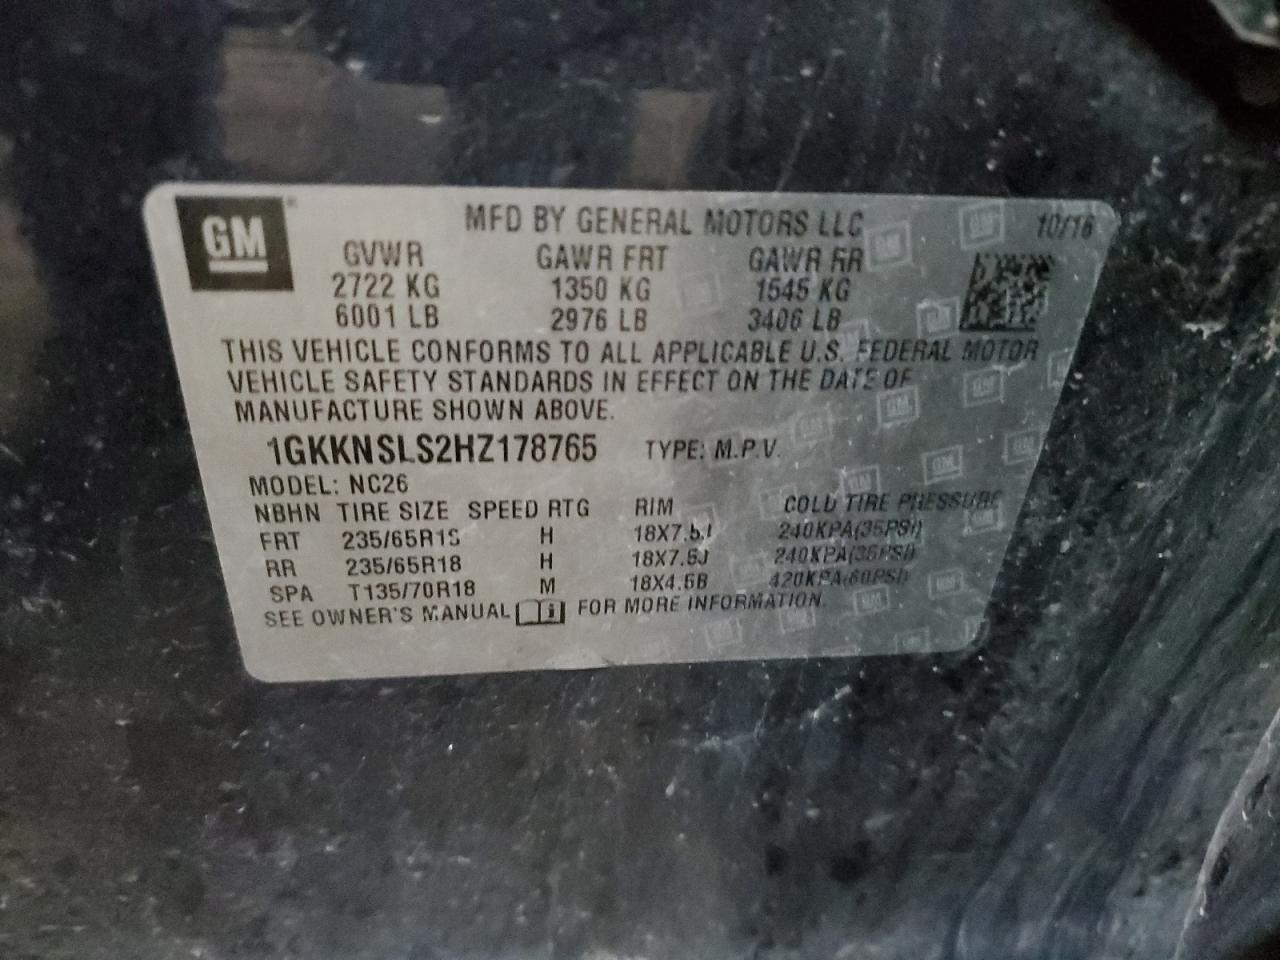 GM
MFD BY GENERAL MOTORS LLC 10/16
GVWR GAWR FRT GAWR RR
2722 KG 1350 KG 1545 KG
6001 LB 2976 LB 3406 LB
THIS VEHICLE CONFORMS TO ALL APPLICABLE U.S. FEDERAL MOTOR
VEHICLE SAFETY STANDARDS IN EFFECT ON THE DATE OF
MANUFACTURE SHOWN ABOVE.
1GKKNSLS2HZ178765 TYPE: M.P.V.
MODEL: NC26
NBHN TIRE SIZE SPEED RTG RIM COLD TIRE PRESSURE
FRT 235/65R18 H 18X7.5J 240KPA(35PSI)
RR 235/65R18 H 18X7.5J 240KPA(35PSI)
SPA T135/70R18 M 18X4.5B 420KPA(60PSI)
SEE OWNER'S MANUAL FOR MORE INFORMATION.